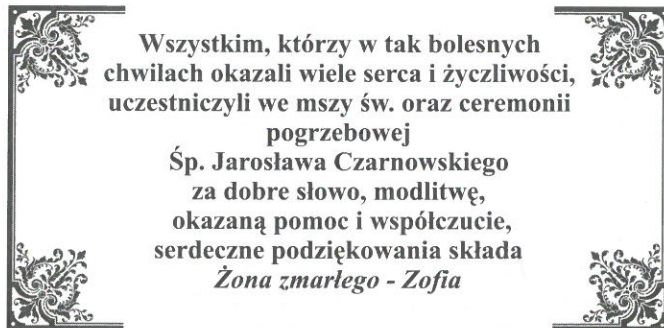 Wszystkim, którzy w tak bolesnych
chwilach okazali wiele serca i życzliwości,
uczestniczyli we mszy św. oraz ceremonii
pogrzebowej
Śp. Jarosława Czarnowskiego
za dobre słowo, modlitwę,
okazaną pomoc i współczucie,
serdeczne podziękowania składa
Żona zmarłego - Zofia